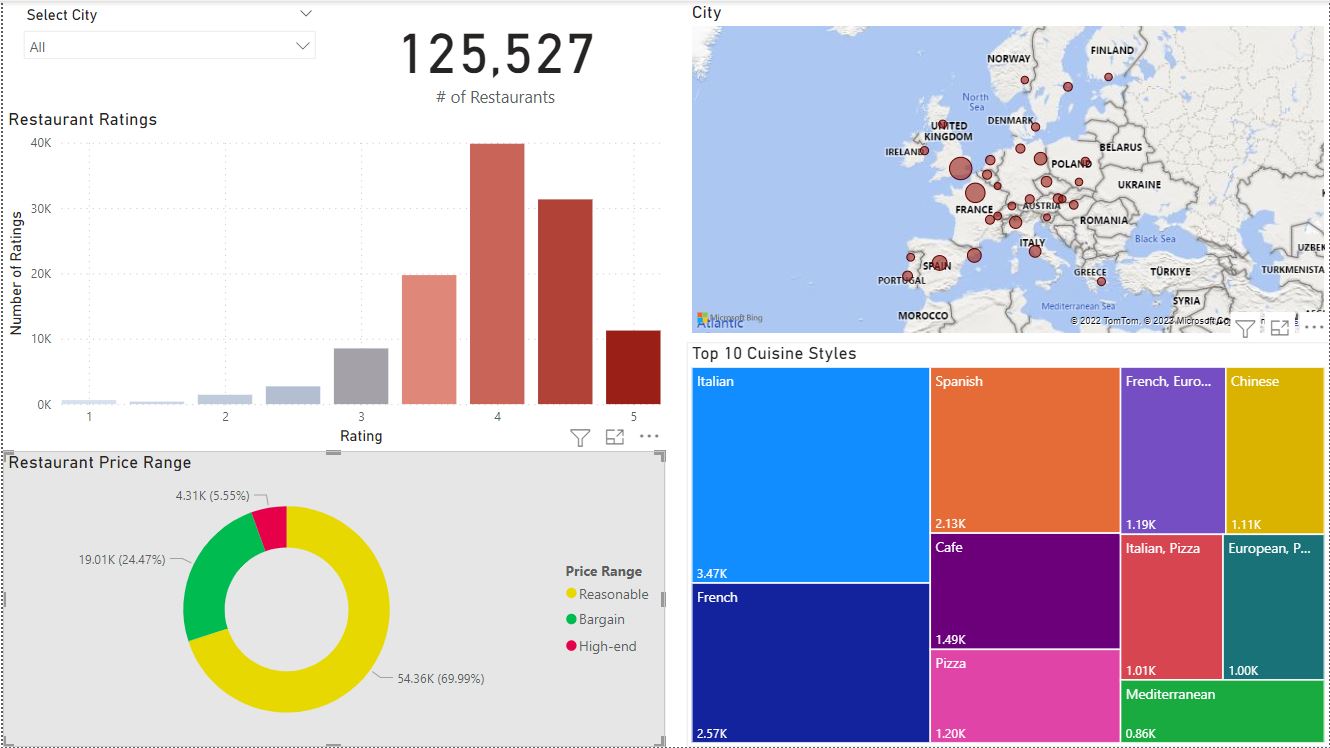 Select City
All
125,527
# of Restaurants
Restaurant Ratings
40K
30K
20K
10K
0K
Number of Ratings
1
2
3
4
5
Rating
Restaurant Price Range
4.31K (5.55%)
19.01K (24.47%)
54.36K (69.99%)
Price Range
Reasonable
Bargain
High-end
City
FINLAND
NORWAY
North
Sea
DENMARK
UNITED
KINGDOM
IRELAND
BELARUS
POLAND
UKRAINE
FRANCE
AUSTRIA
ROMANIA
ITALY
Black Sea
UZBEK
SPAIN
PORTUGAL
GREECE
TÜRKIYE
TURKMENISTA
SYRIA
Mediterranean Sea
MOROCCO
Microsoft Bing
Atlantic
© 2022 TomTom, © 2023 Microsoft Co
Top 10 Cuisine Styles
Italian
3.47K
French
2.57K
Spanish
2.13K
Cafe
1.49K
Pizza
1.20K
French, Euro...
1.19K
Chinese
1.11K
Italian, Pizza
1.01K
European, P...
1.00K
Mediterranean
0.86K